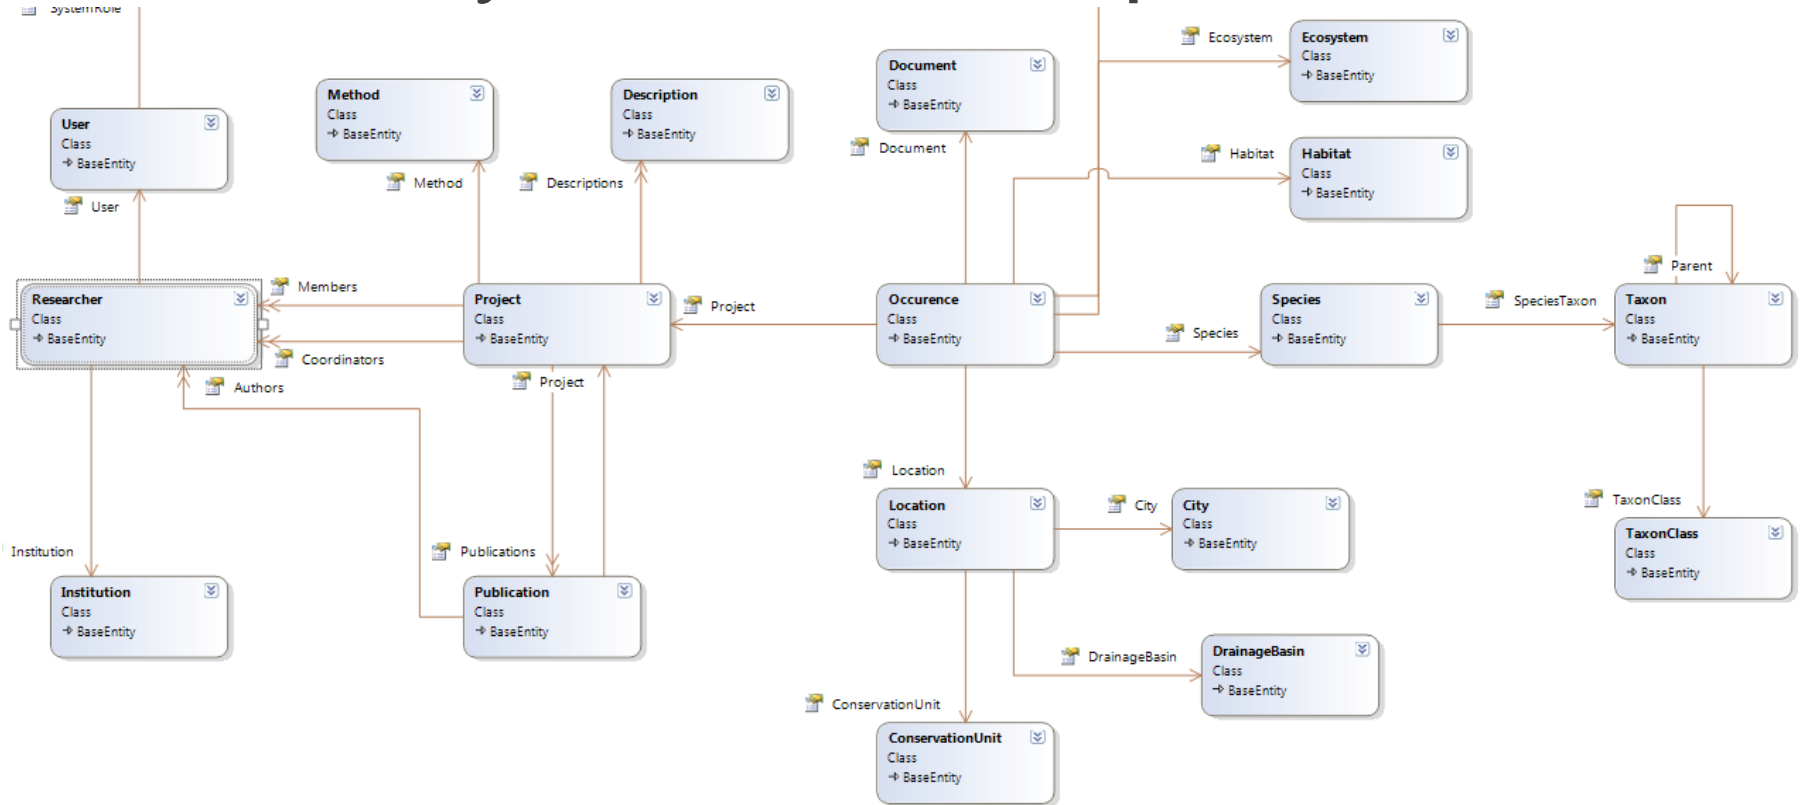 SystemRole
Ecosystem
Ecosystem
Class
BaseEntity
Document
Class
BaseEntity
Document
Method
Class
BaseEntity
Method
Description
Class
BaseEntity
Descriptions
User
Class
BaseEntity
User
Habitat
Habitat
Class
BaseEntity
Parent
Researcher
Class
BaseEntity
Members
Coordinators
Authors
Project
Class
BaseEntity
Project
Project
Occurence
Class
BaseEntity
Species
Species
Class
BaseEntity
SpeciesTaxon
Taxon
Class
BaseEntity
Location
Location
Class
BaseEntity
City
City
Class
BaseEntity
TaxonClass
TaxonClass
Class
BaseEntity
Institution
Institution
Class
BaseEntity
Publications
Publication
Class
BaseEntity
DrainageBasin
DrainageBasin
Class
BaseEntity
ConservationUnit
ConservationUnit
Class
BaseEntity